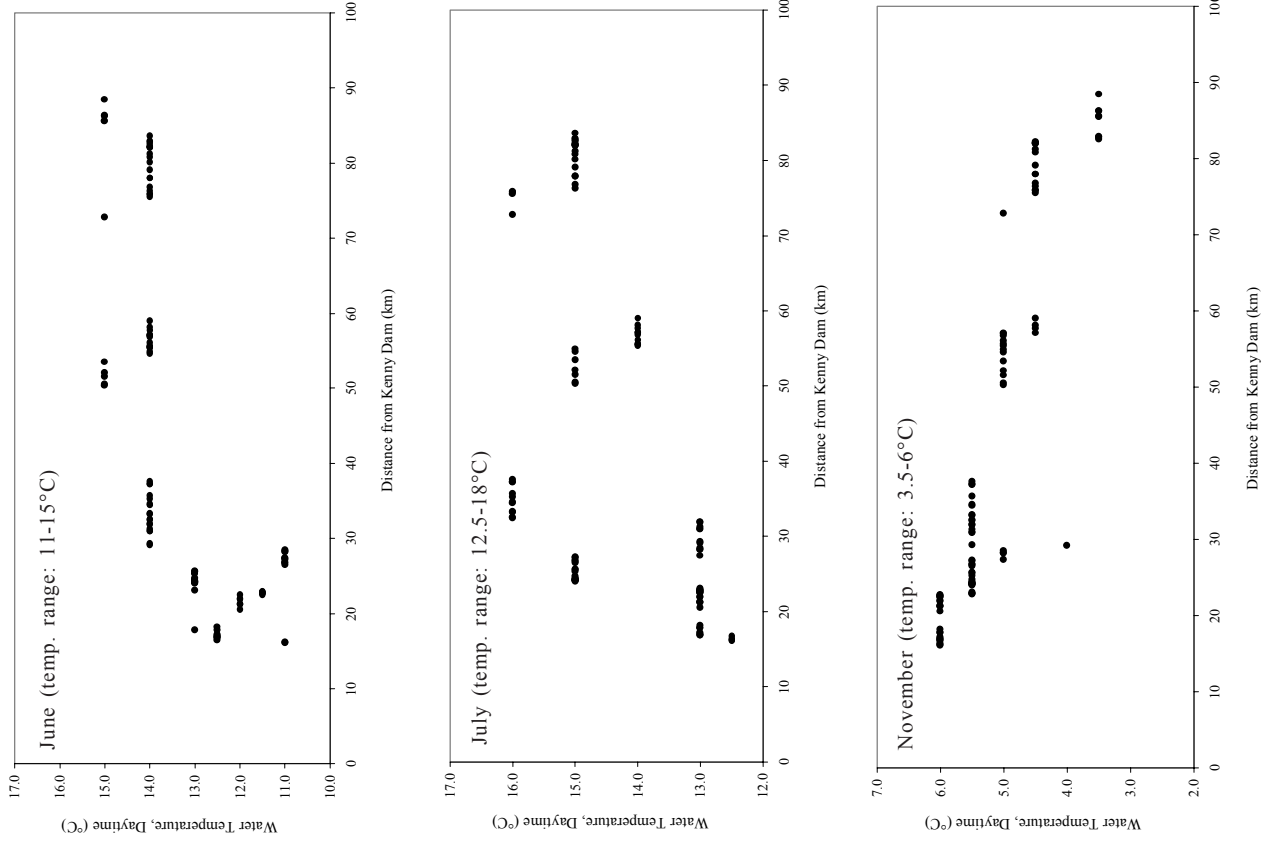 June (temp. range: 11-15°C)
17.0
16.0
15.0
14.0
13.0
12.0
11.0
10.0
Water Temperature, Daytime (°C)
0 10 20 30 40 50 60 70 80 90 100
Distance from Kenny Dam (km)
July (temp. range: 12.5-18°C)
17.0
16.0
15.0
14.0
13.0
12.0
Water Temperature, Daytime (°C)
0 10 20 30 40 50 60 70 80 90 100
Distance from Kenny Dam (km)
November (temp. range: 3.5-6°C)
7.0
6.0
5.0
4.0
3.0
2.0
Water Temperature, Daytime (°C)
0 10 20 30 40 50 60 70 80 90 100
Distance from Kenny Dam (km)